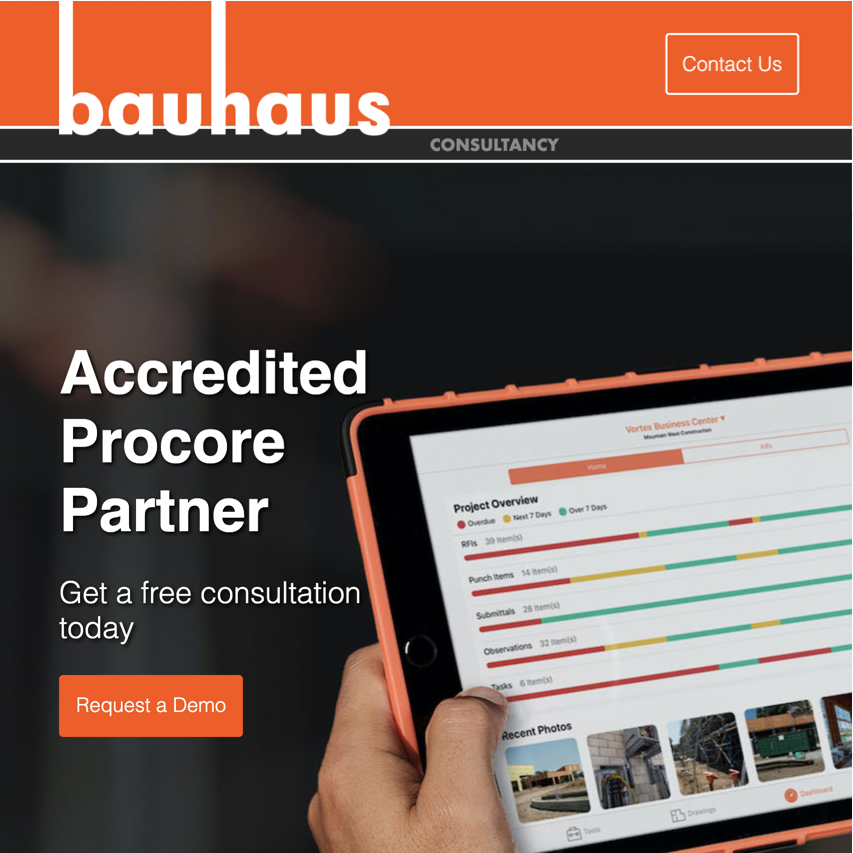 bauhaus
Contact Us
CONSULTANCY
Accredited
Procore
Partner
Get a free consultation
today
Request a Demo
Vortex Business Center ▾
Mountain West Construction
Home
Info
Project Overview
Overdue Next 7 Days Over 7 Days
RFIs 39 Item(s)
Punch Items 14 Item(s)
Submittals 28 Item(s)
Observations 32 Item(s)
Tasks 6 Item(s)
Recent Photos
Tools
Drawings
Dashboard